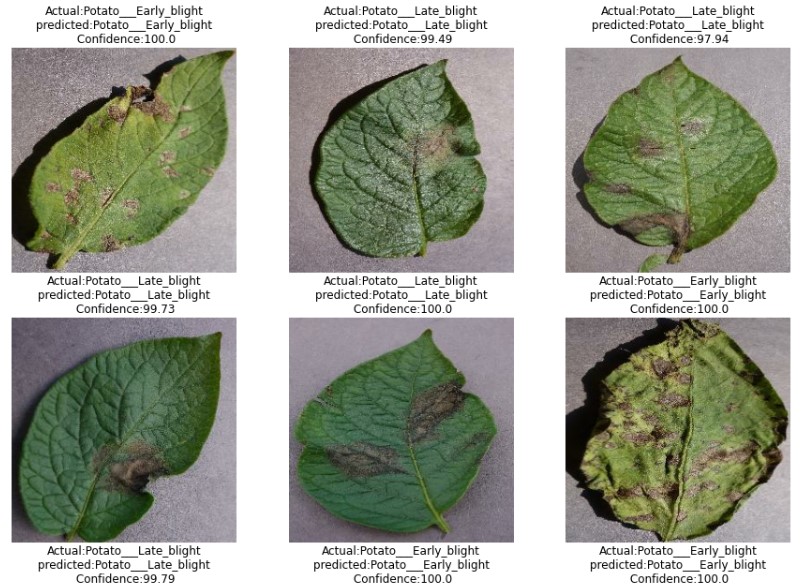 Actual:Potato___Early_blight
predicted:Potato___Early_blight
Confidence:100.0
Actual:Potato___Late_blight
predicted:Potato___Late_blight
Confidence:99.49
Actual:Potato___Late_blight
predicted:Potato___Late_blight
Confidence:97.94
Actual:Potato___Late_blight
predicted:Potato___Late_blight
Confidence:99.73
Actual:Potato___Late_blight
predicted:Potato___Late_blight
Confidence:100.0
Actual:Potato___Early_blight
predicted:Potato___Early_blight
Confidence:100.0
Actual:Potato___Late_blight
predicted:Potato___Late_blight
Confidence:99.79
Actual:Potato___Early_blight
predicted:Potato___Early_blight
Confidence:100.0
Actual:Potato___Early_blight
predicted:Potato___Early_blight
Confidence:100.0